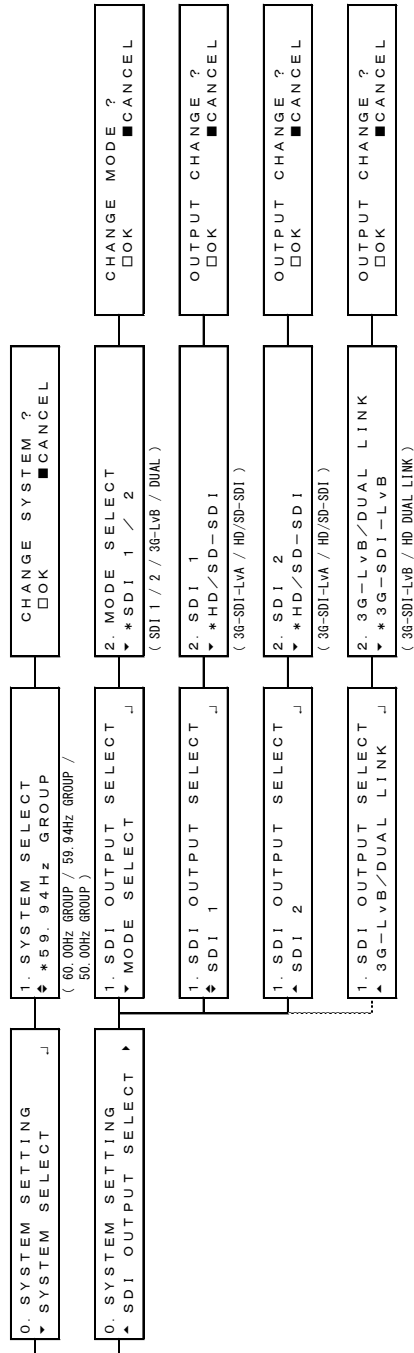 0. SYSTEM SETTING
▼ SYSTEM SELECT ↵
1. SYSTEM SELECT
◆ *59. 94Hz GROUP
( 60.00Hz GROUP / 59.94Hz GROUP /
50.00Hz GROUP )
CHANGE SYSTEM ?
□OK ■CANCEL
0. SYSTEM SETTING
▲ SDI OUTPUT SELECT ▶
1. SDI OUTPUT SELECT
▼ MODE SELECT ↵
2. MODE SELECT
▼ *SDI 1 / 2
( SDI 1 / 2 / 3G-LvB / DUAL )
CHANGE MODE ?
□OK ■CANCEL
1. SDI OUTPUT SELECT
◆ SDI 1 ↵
2. SDI 1
▼ *HD/SD-SDI
( 3G-SDI-LvA / HD/SD-SDI )
OUTPUT CHANGE ?
□OK ■CANCEL
1. SDI OUTPUT SELECT
▲ SDI 2 ↵
2. SDI 2
▼ *HD/SD-SDI
( 3G-SDI-LvA / HD/SD-SDI )
OUTPUT CHANGE ?
□OK ■CANCEL
1. SDI OUTPUT SELECT
▲ 3G-LvB/DUAL LINK ↵
2. 3G-LvB/DUAL LINK
▼ *3G-SDI-LvB
( 3G-SDI-LvB / HD DUAL LINK )
OUTPUT CHANGE ?
□OK ■CANCEL